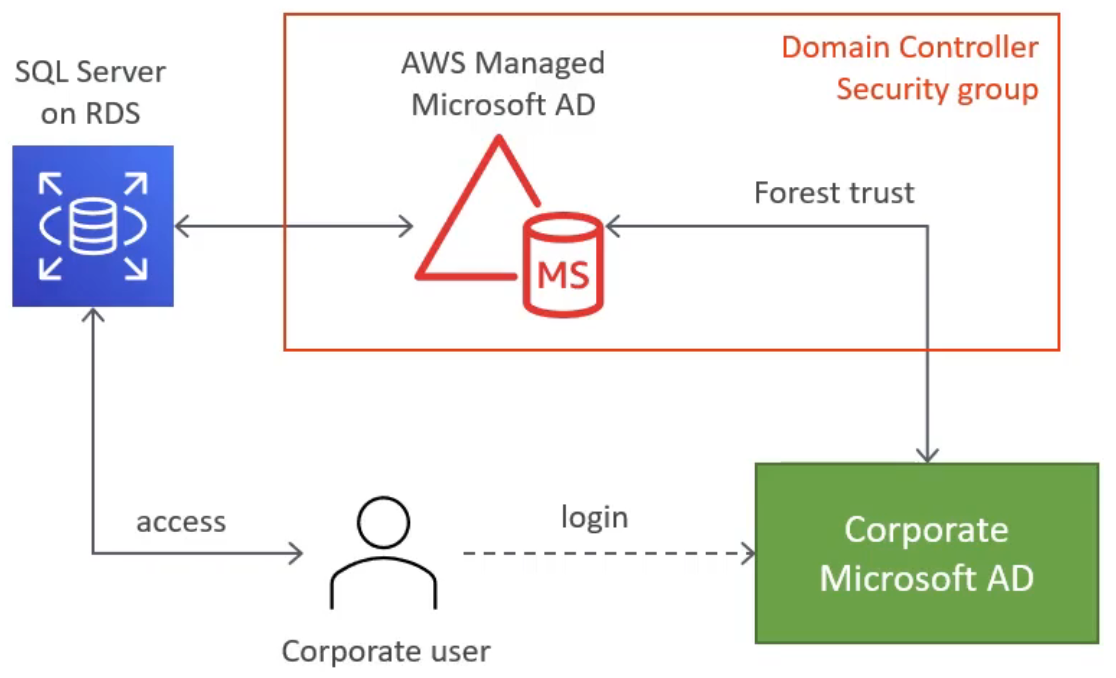 SQL Server
on RDS
AWS Managed
Microsoft AD
Domain Controller
Security group
MS
Forest trust
access
login
Corporate
Microsoft AD
Corporate user